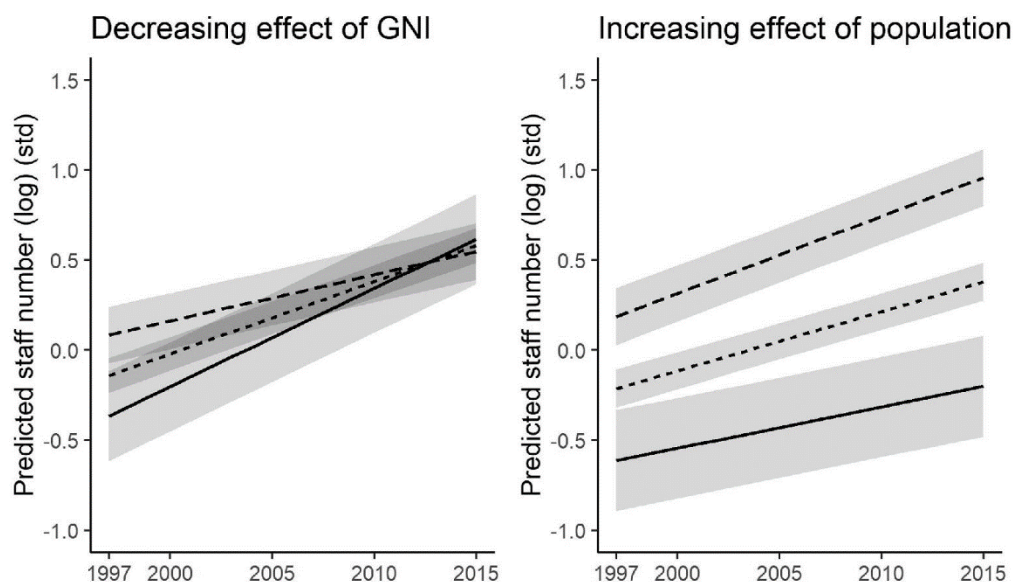 Decreasing effect of GNI
Predicted staff number (log) (std)
1.5
1.0
0.5
0.0
-0.5
-1.0
1997 2000 2005 2010 2015
Increasing effect of population
Predicted staff number (log) (std)
1.5
1.0
0.5
0.0
-0.5
-1.0
1997 2000 2005 2010 2015